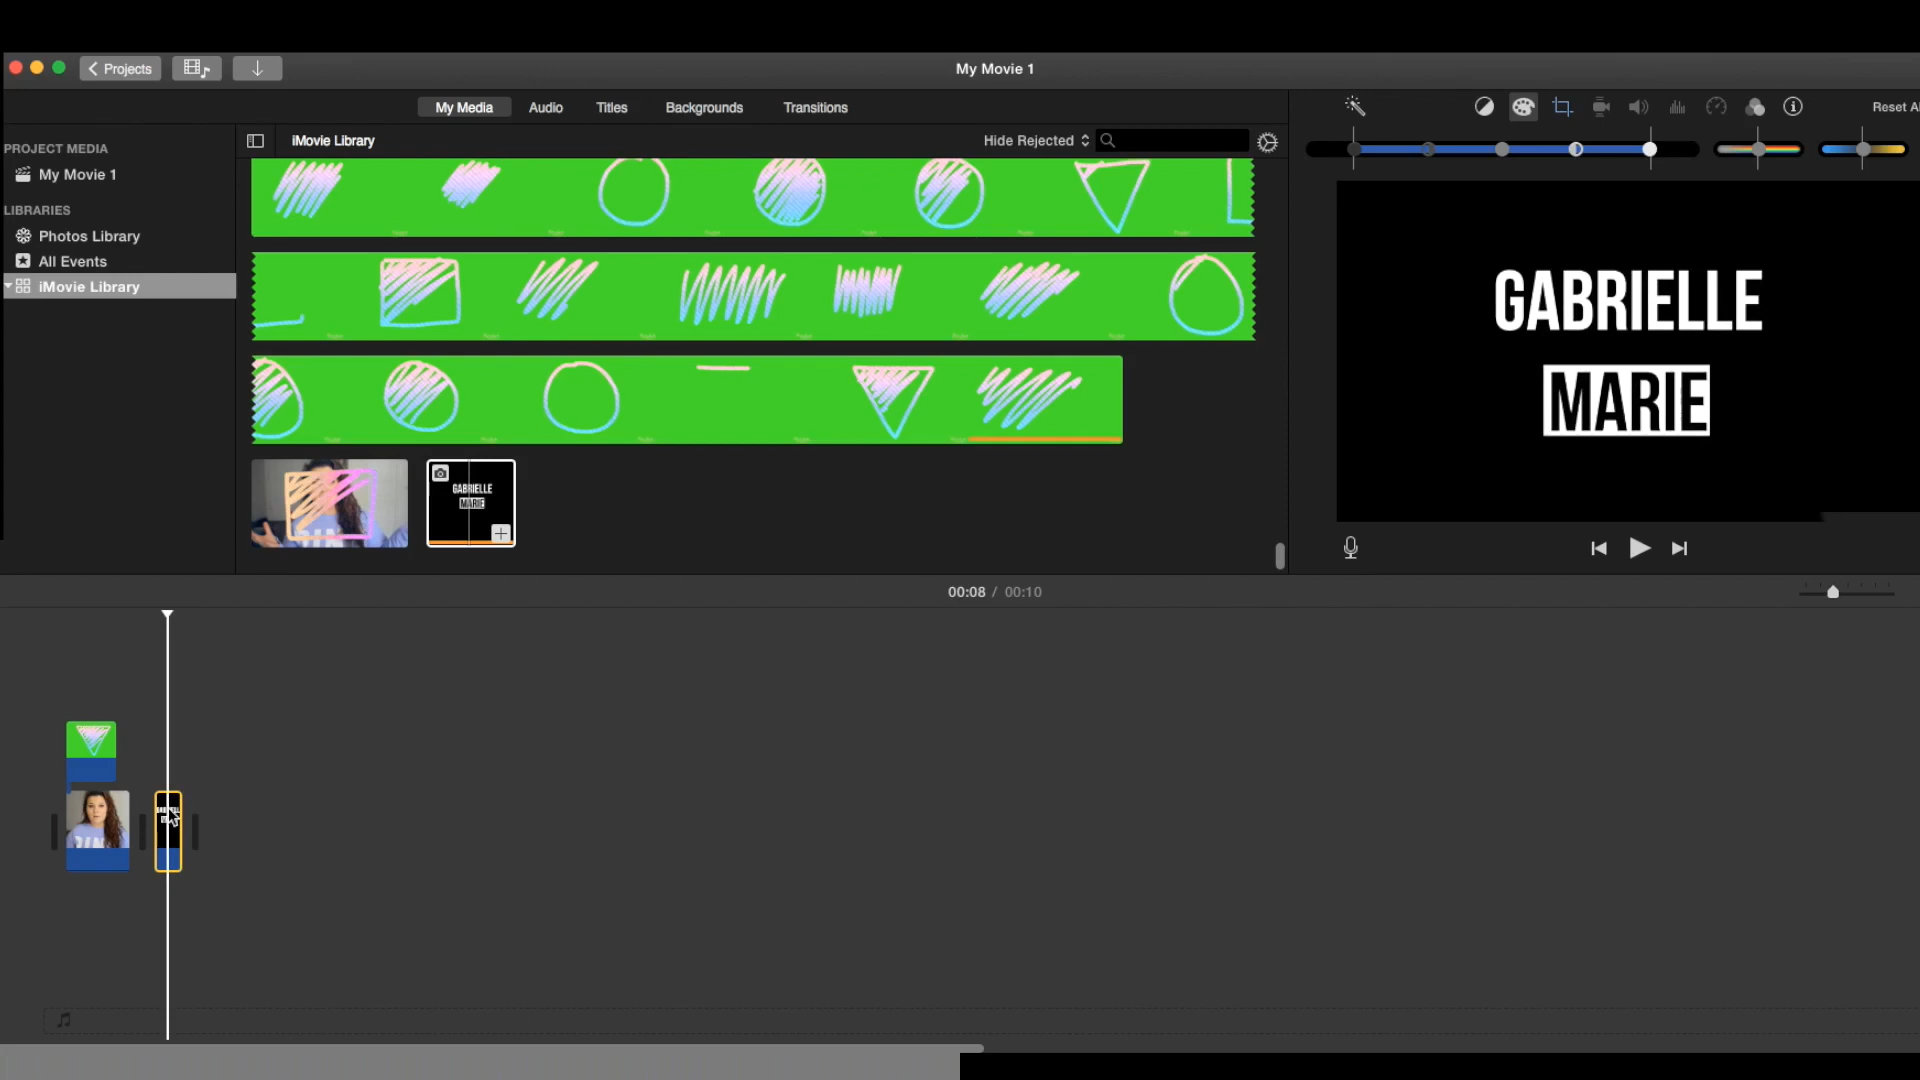 Projects
My Movie 1
My Media
Audio
Titles
Backgrounds
Transitions
Reset Al
PROJECT MEDIA
My Movie 1
LIBRARIES
Photos Library
All Events
iMovie Library
iMovie Library
Hide Rejected
GABRIELLE
MARIE
GABRIELLE
MARIE
00:08 / 00:10